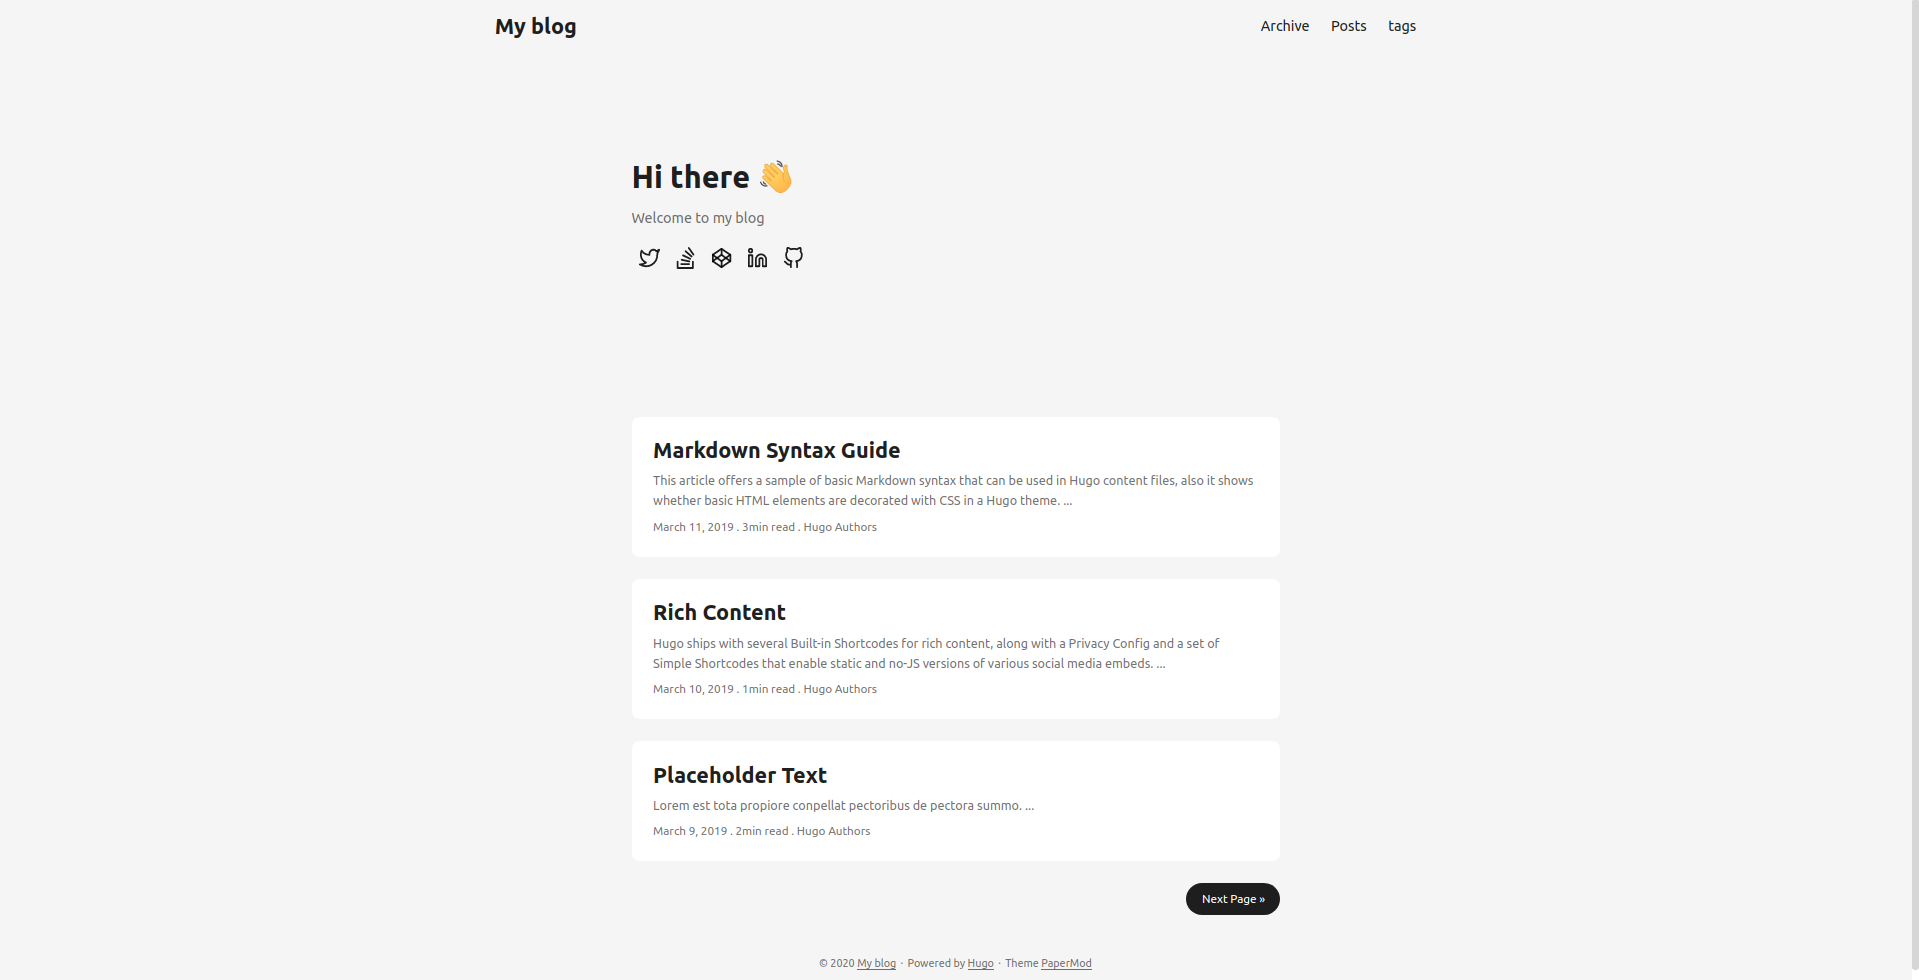 My blog
Archive Posts tags
Hi there 👋
Welcome to my blog
Markdown Syntax Guide
This article offers a sample of basic Markdown syntax that can be used in Hugo content files, also it shows
whether basic HTML elements are decorated with CSS in a Hugo theme. ...
March 11, 2019 . 3min read . Hugo Authors
Rich Content
Hugo ships with several Built-in Shortcodes for rich content, along with a Privacy Config and a set of
Simple Shortcodes that enable static and no-JS versions of various social media embeds. ...
March 10, 2019 . 1min read . Hugo Authors
Placeholder Text
Lorem est tota propiore conpellat pectoribus de pectora summo. ...
March 9, 2019 . 2min read . Hugo Authors
Next Page »
© 2020 My blog · Powered by Hugo · Theme PaperMod